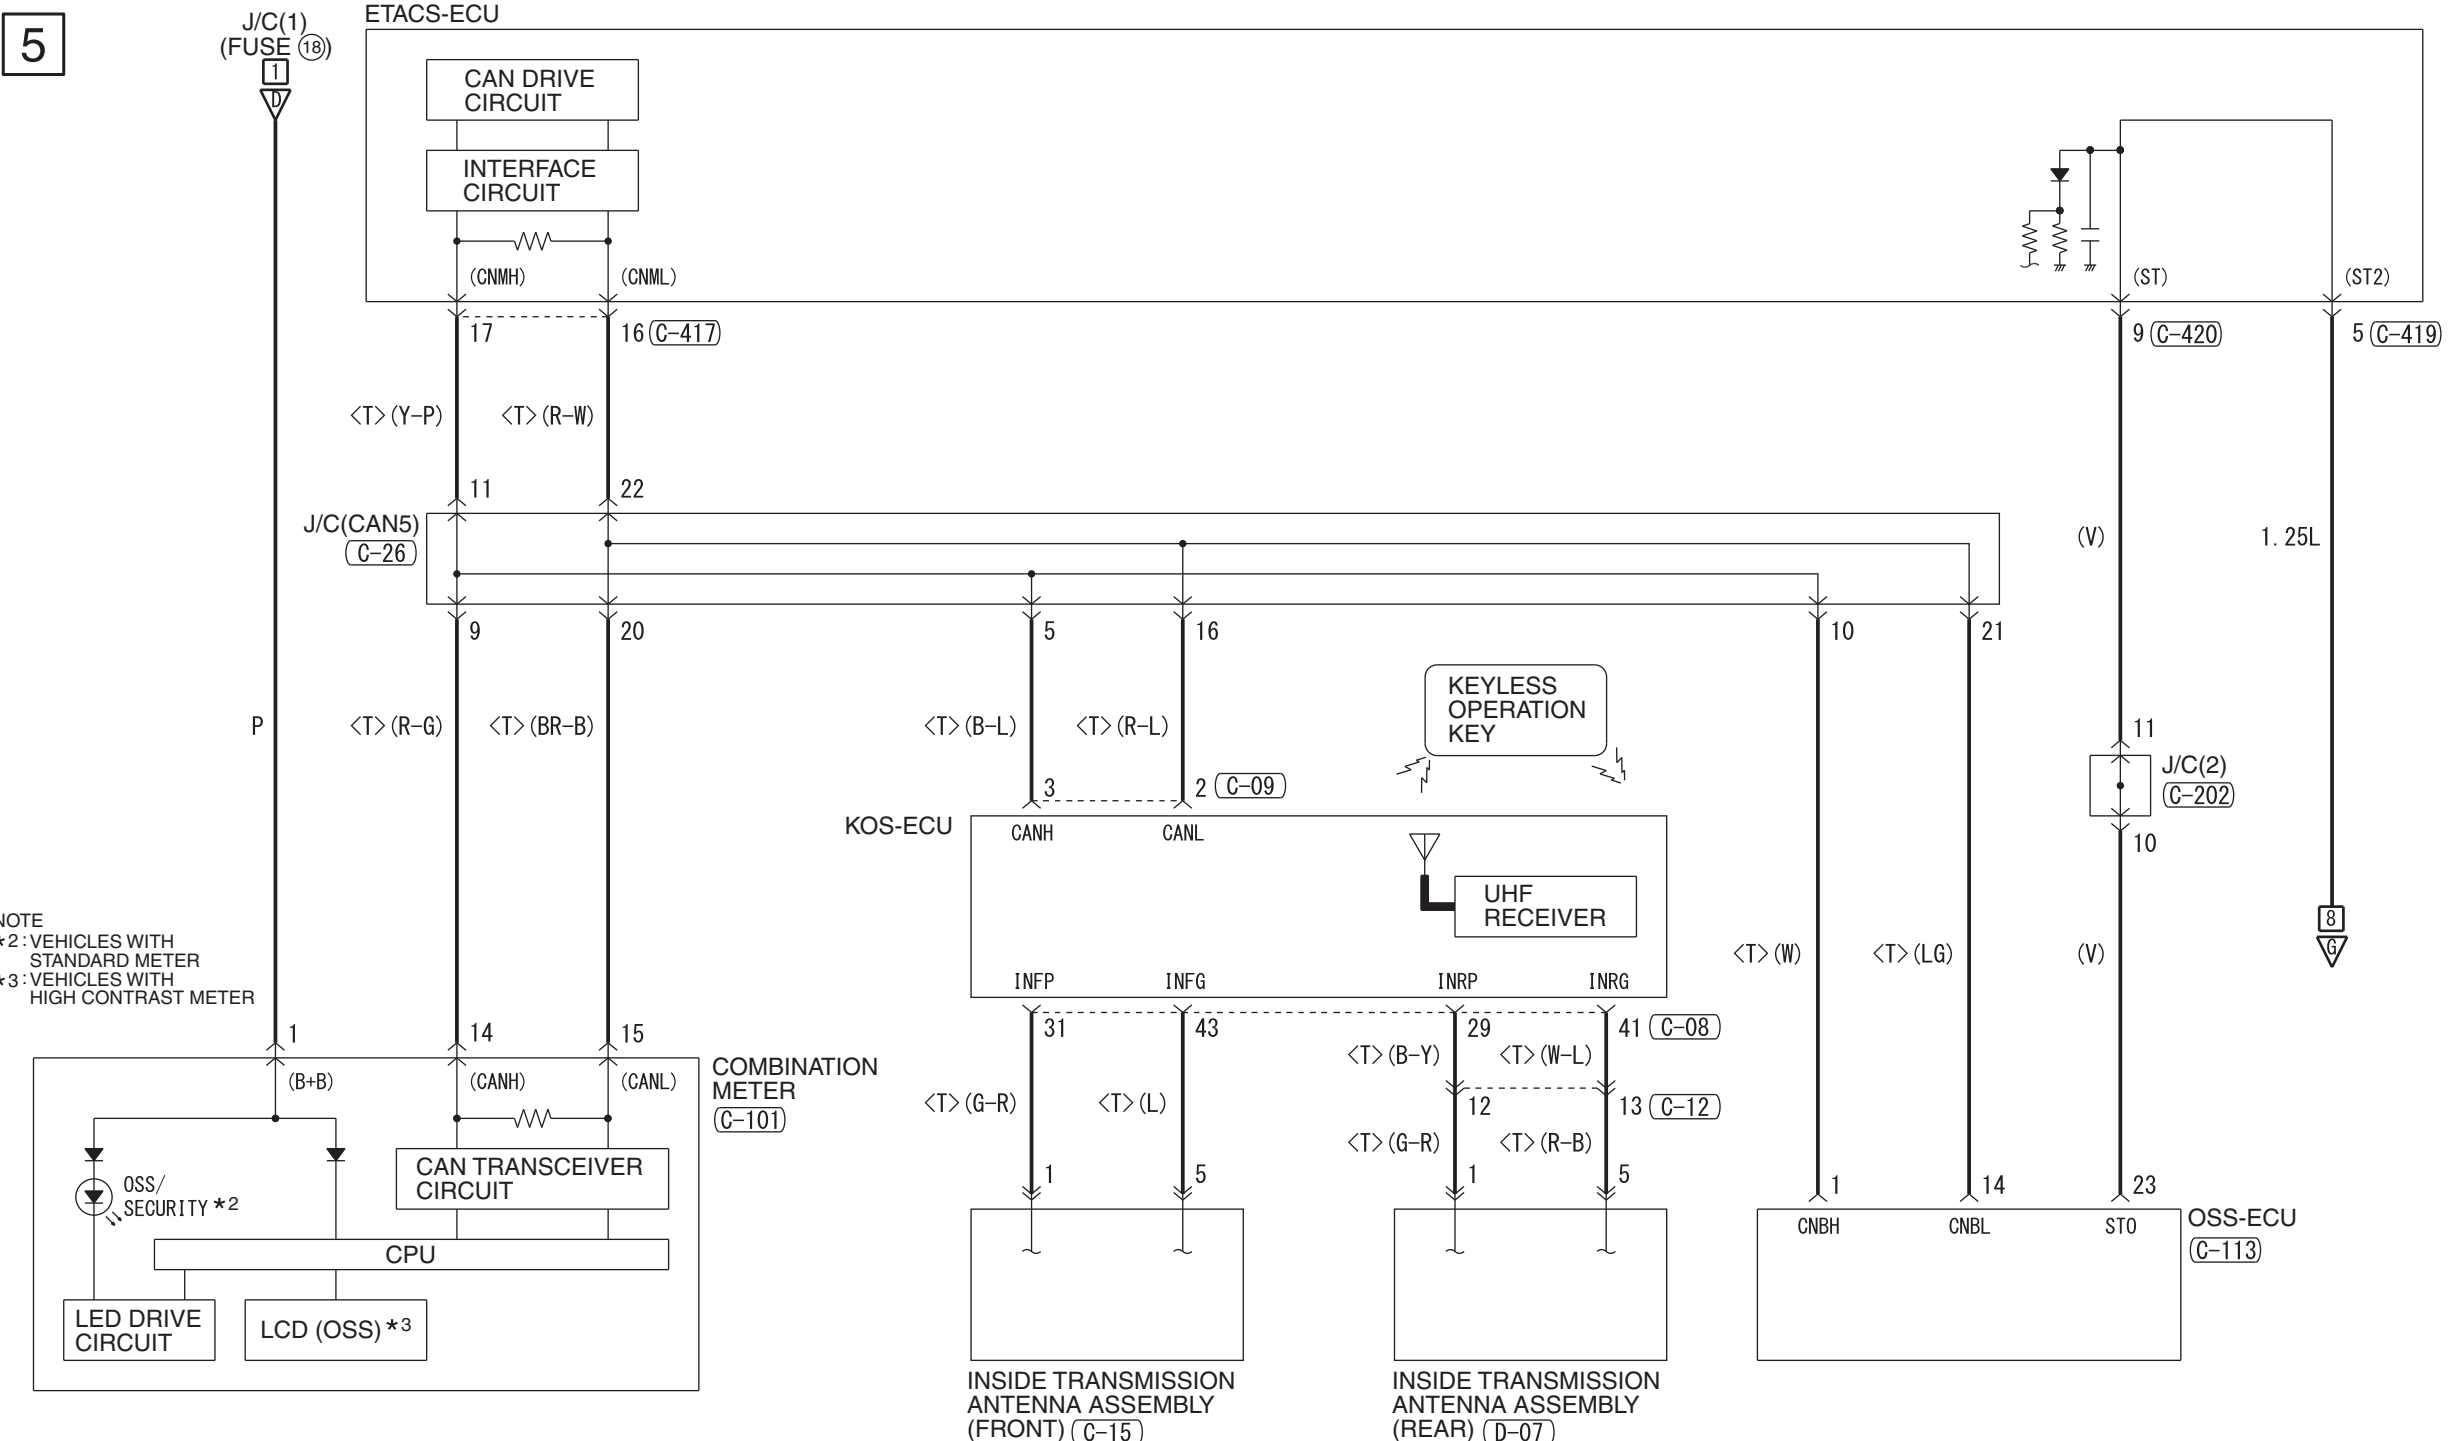 5
J/C(1)
(FUSE 18)
1
D
ETACS-ECU
CAN DRIVE
CIRCUIT
INTERFACE
CIRCUIT
(CNMH)
(CNML)
(ST)
(ST2)
17
16 C-417
9 C-420
5 C-419
<T>(Y-P)
<T>(R-W)
11
22
J/C(CAN5)
C-26
(V)
1.25L
9
20
5
16
10
21
P
<T>(R-G)
<T>(BR-B)
<T>(B-L)
<T>(R-L)
KEYLESS
OPERATION
KEY
11
J/C(2)
C-202
10
3
2 C-09
KOS-ECU
CANH
CANL
UHF
RECEIVER
INFP
INFG
INRP
INRG
<T>(W)
<T>(LG)
(V)
8
G
NOTE
*2:VEHICLES WITH
STANDARD METER
*3:VEHICLES WITH
HIGH CONTRAST METER
1
14
15
31
43
29
41 C-08
<T>(B-Y)
<T>(W-L)
COMBINATION
METER
C-101
(B+B)
(CANH)
(CANL)
<T>(G-R)
<T>(L)
12
13 C-12
<T>(G-R)
<T>(R-B)
OSS/
SECURITY *2
CAN TRANSCEIVER
CIRCUIT
CPU
LED DRIVE
CIRCUIT
LCD (OSS) *3
1
5
1
5
1
14
23
CNBH
CNBL
STO
OSS-ECU
C-113
INSIDE TRANSMISSION
ANTENNA ASSEMBLY
(FRONT) C-15
INSIDE TRANSMISSION
ANTENNA ASSEMBLY
(REAR) D-07